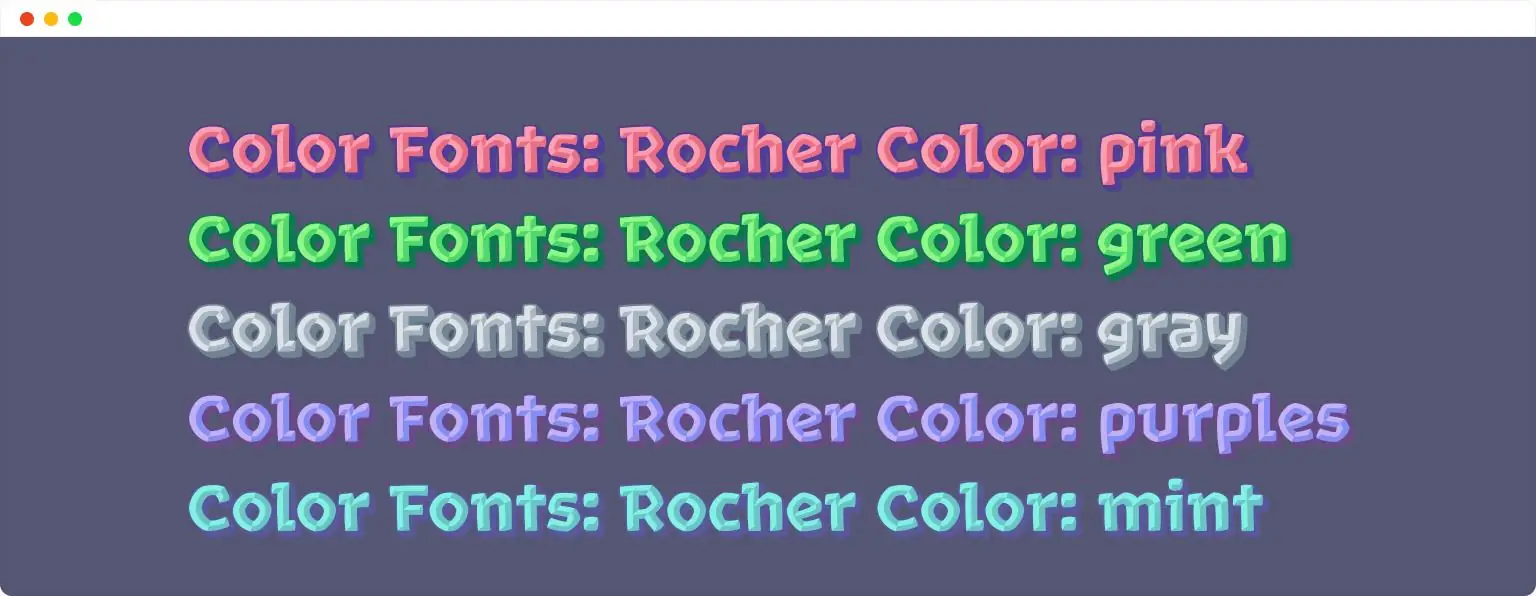 Color Fonts: Rocher Color: pink
Color Fonts: Rocher Color: green
Color Fonts: Rocher Color: gray
Color Fonts: Rocher Color: purples
Color Fonts: Rocher Color: mint